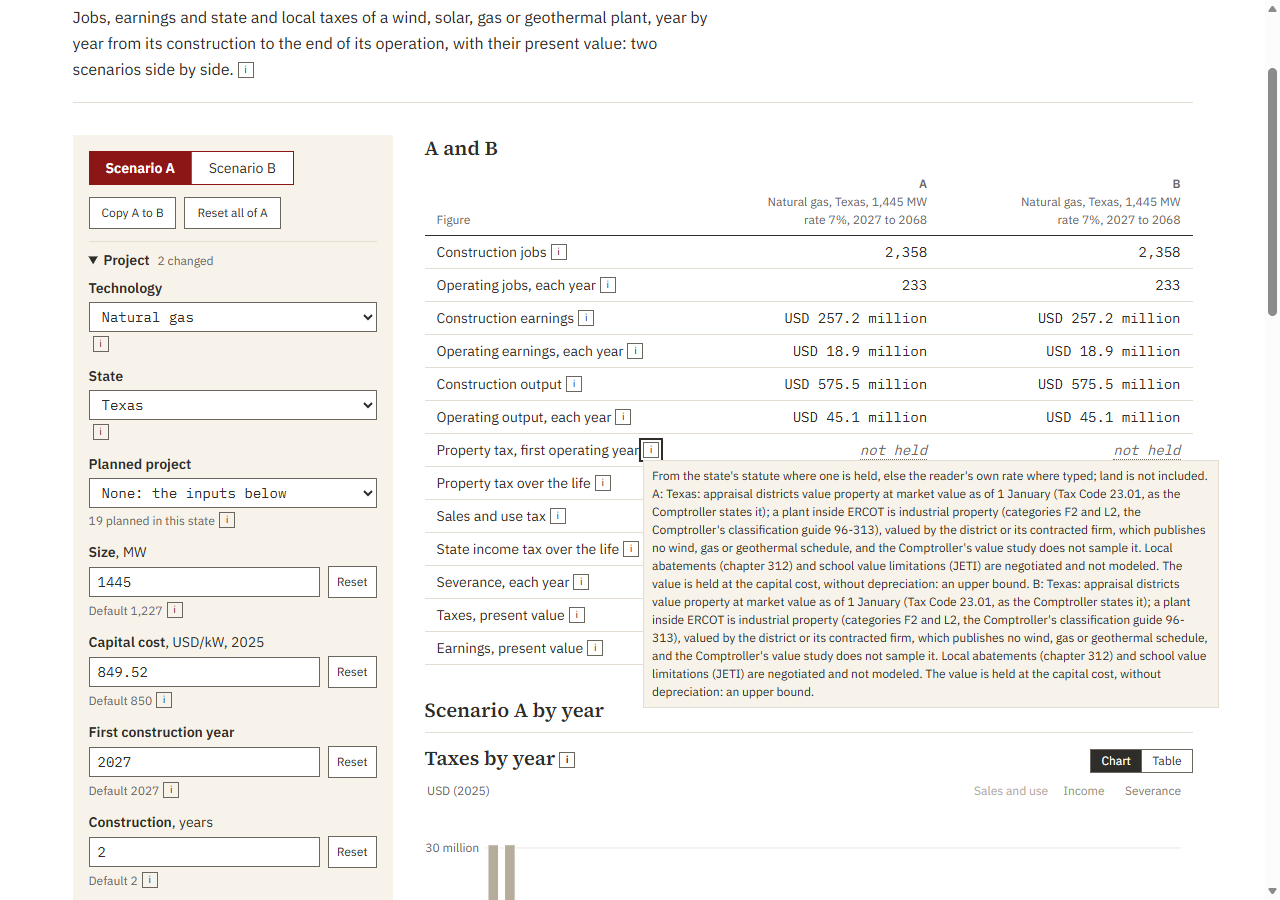 Jobs, earnings and state and local taxes of a wind, solar, gas or geothermal plant, year by
year from its construction to the end of its operation, with their present value: two
scenarios side by side. i
Scenario A Scenario B
Copy A to B Reset all of A
▼ Project 2 changed
Technology
Natural gas
i
State
Texas
i
Planned project
None: the inputs below
19 planned in this state i
Size, MW
1445 Reset
Default 1,227 i
Capital cost, USD/kW, 2025
849.52 Reset
Default 850 i
First construction year
2027 Reset
Default 2027 i
Construction, years
2 Reset
Default 2 i
A and B
A B
Natural gas, Texas, 1,445 MW Natural gas, Texas, 1,445 MW
Figure rate 7%, 2027 to 2068 rate 7%, 2027 to 2068
Construction jobs i 2,358 2,358
Operating jobs, each year i 233 233
Construction earnings i USD 257.2 million USD 257.2 million
Operating earnings, each year i USD 18.9 million USD 18.9 million
Construction output i USD 575.5 million USD 575.5 million
Operating output, each year i USD 45.1 million USD 45.1 million
Property tax, first operating year i not held not held
Property tax over the life i
Sales and use tax i
State income tax over the life i
Severance, each year i
Taxes, present value i
Earnings, present value i
From the state's statute where one is held, else the reader's own rate where typed; land is not included.
A: Texas: appraisal districts value property at market value as of 1 January (Tax Code 23.01, as the
Comptroller states it); a plant inside ERCOT is industrial property (categories F2 and L2, the
Comptroller's classification guide 96-313), valued by the district or its contracted firm, which publishes
no wind, gas or geothermal schedule, and the Comptroller's value study does not sample it. Local
abatements (chapter 312) and school value limitations (JETI) are negotiated and not modeled. The
value is held at the capital cost, without depreciation: an upper bound. B: Texas: appraisal districts
value property at market value as of 1 January (Tax Code 23.01, as the Comptroller states it); a plant
inside ERCOT is industrial property (categories F2 and L2, the Comptroller's classification guide 96-
313), valued by the district or its contracted firm, which publishes no wind, gas or geothermal schedule,
and the Comptroller's value study does not sample it. Local abatements (chapter 312) and school value
limitations (JETI) are negotiated and not modeled. The value is held at the capital cost, without
depreciation: an upper bound.
Scenario A by year
Taxes by year i Chart Table
USD (2025) Sales and use Income Severance
30 million